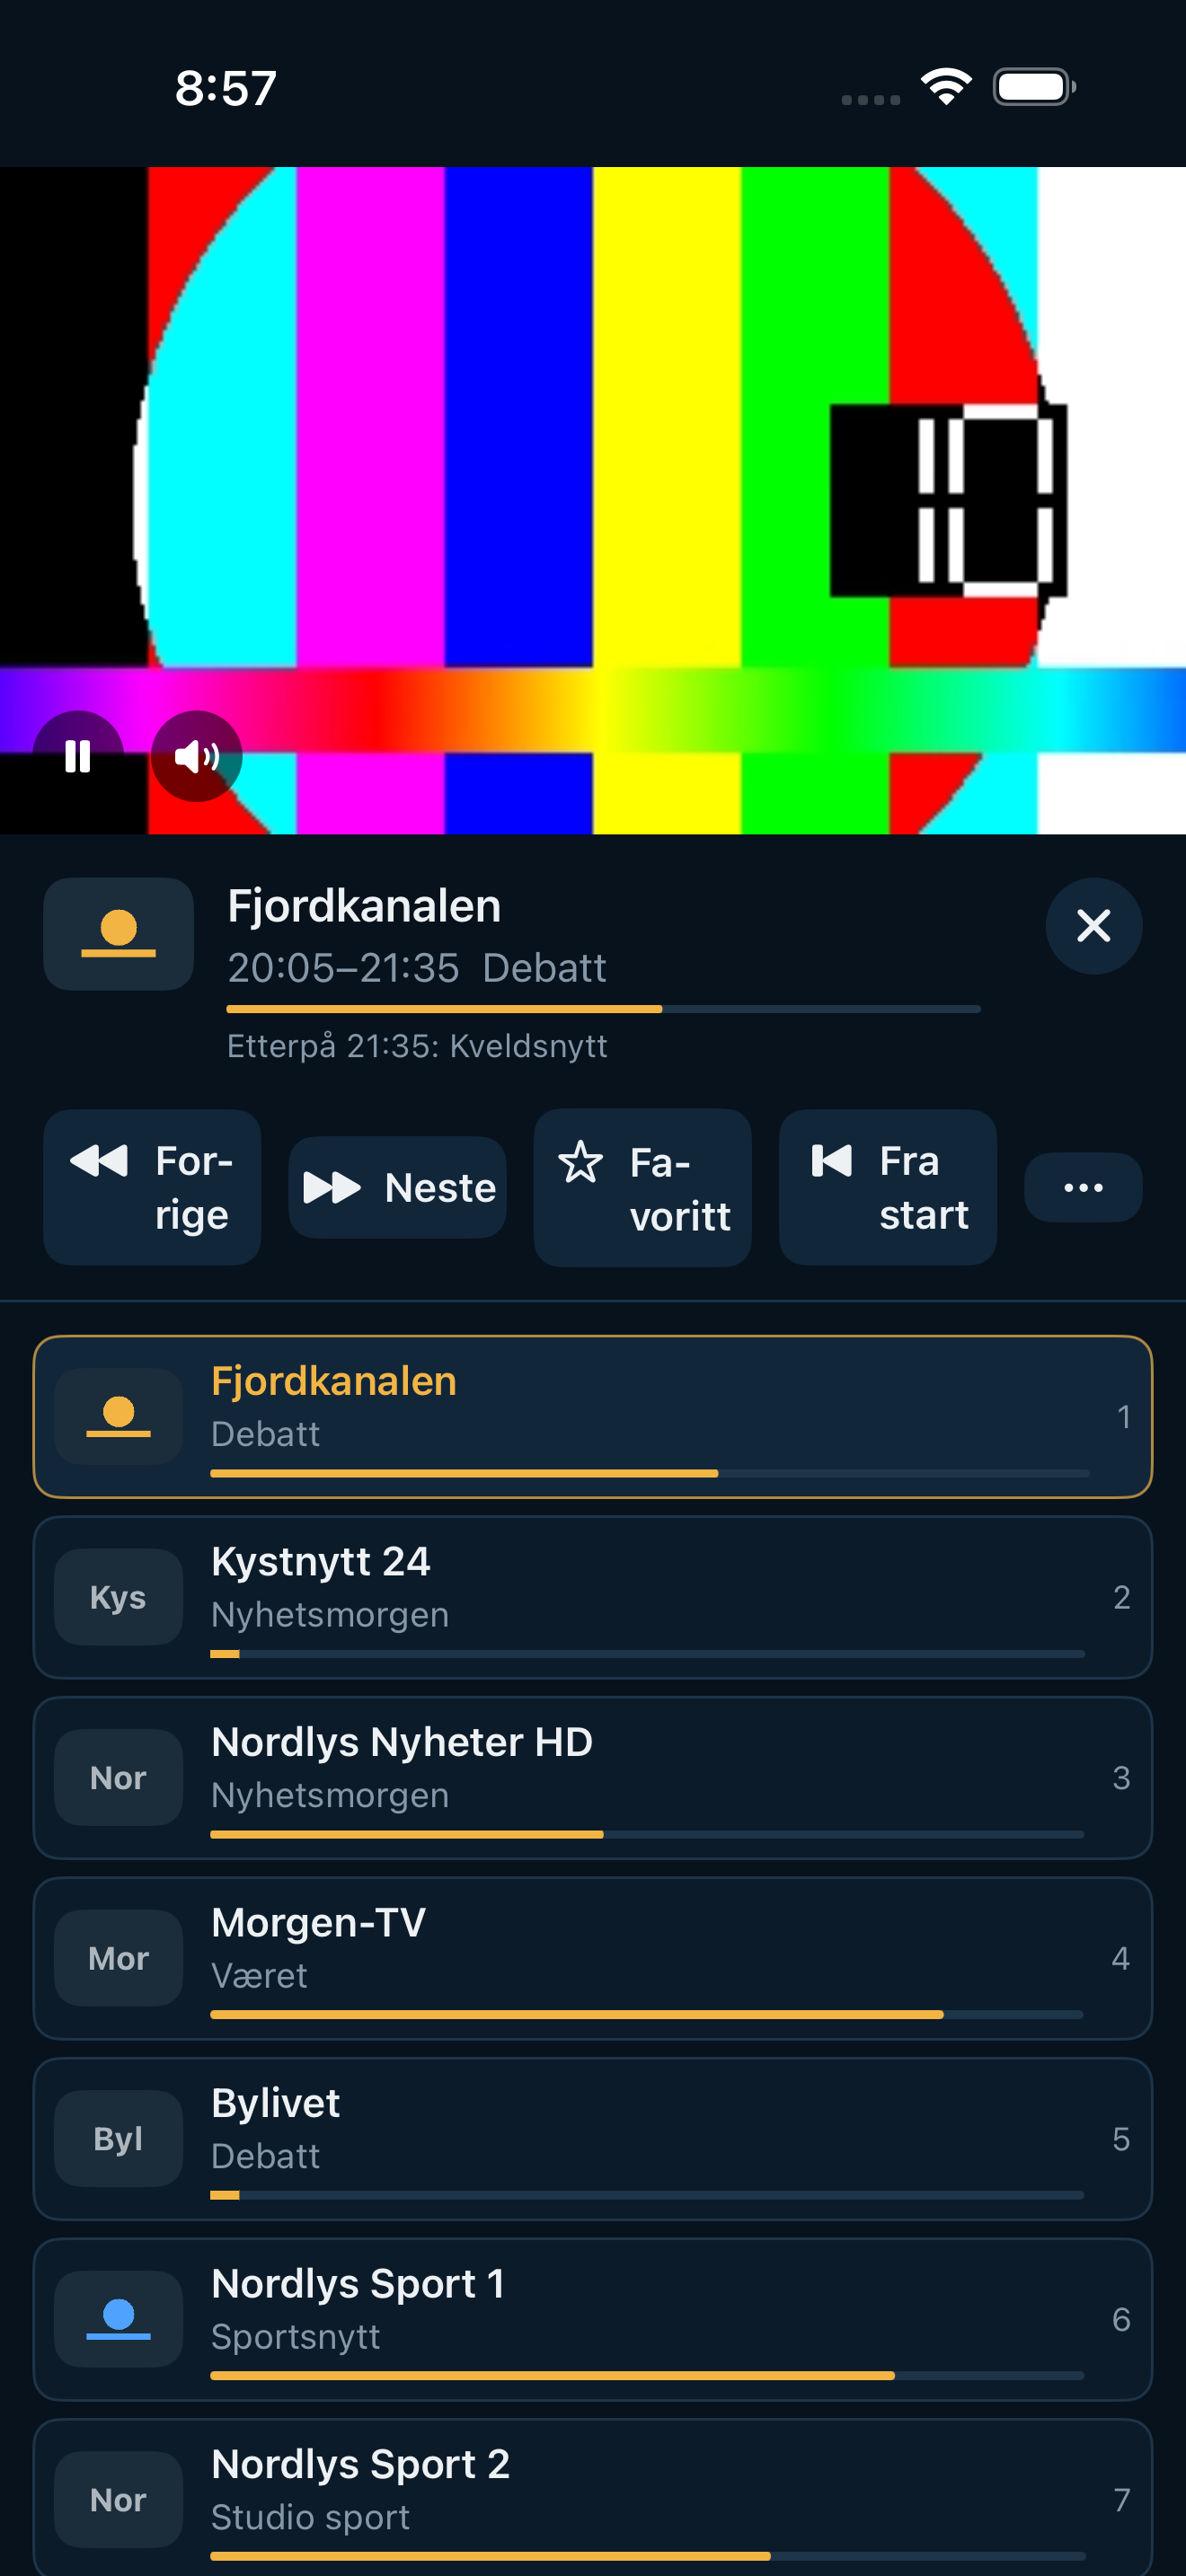 8:57
10
Fjordkanalen
20:05–21:35 Debatt
Etterpå 21:35: Kveldsnytt
For-
rige
Neste
Fa-
voritt
Fra
start
Fjordkanalen
Debatt
1
Kys
Kystnytt 24
Nyhetsmorgen
2
Nor
Nordlys Nyheter HD
Nyhetsmorgen
3
Mor
Morgen-TV
Været
4
Byl
Bylivet
Debatt
5
Nordlys Sport 1
Sportsnytt
6
Nor
Nordlys Sport 2
Studio sport
7